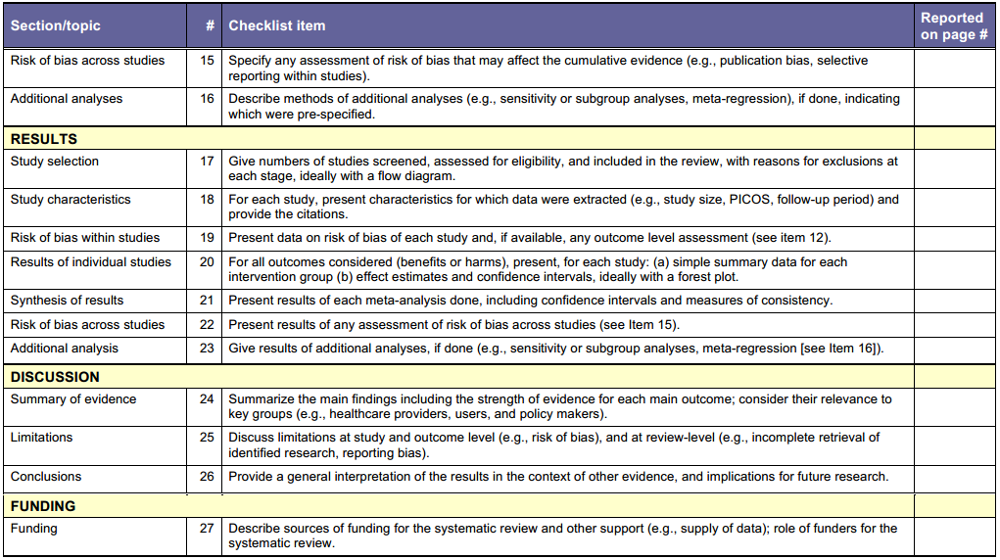 Section/topic # Checklist item Reported on page #
Risk of bias across studies 15 Specify any assessment of risk of bias that may affect the cumulative evidence (e.g., publication bias, selective
reporting within studies).
Additional analyses 16 Describe methods of additional analyses (e.g., sensitivity or subgroup analyses, meta-regression), if done, indicating
which were pre-specified.
RESULTS
Study selection 17 Give numbers of studies screened, assessed for eligibility, and included in the review, with reasons for exclusions at
each stage, ideally with a flow diagram.
Study characteristics 18 For each study, present characteristics for which data were extracted (e.g., study size, PICOS, follow-up period) and
provide the citations.
Risk of bias within studies 19 Present data on risk of bias of each study and, if available, any outcome level assessment (see item 12).
Results of individual studies 20 For all outcomes considered (benefits or harms), present, for each study: (a) simple summary data for each
intervention group (b) effect estimates and confidence intervals, ideally with a forest plot.
Synthesis of results 21 Present results of each meta-analysis done, including confidence intervals and measures of consistency.
Risk of bias across studies 22 Present results of any assessment of risk of bias across studies (see Item 15).
Additional analysis 23 Give results of additional analyses, if done (e.g., sensitivity or subgroup analyses, meta-regression [see Item 16]).
DISCUSSION
Summary of evidence 24 Summarize the main findings including the strength of evidence for each main outcome; consider their relevance to
key groups (e.g., healthcare providers, users, and policy makers).
Limitations 25 Discuss limitations at study and outcome level (e.g., risk of bias), and at review-level (e.g., incomplete retrieval of
identified research, reporting bias).
Conclusions 26 Provide a general interpretation of the results in the context of other evidence, and implications for future research.
FUNDING
Funding 27 Describe sources of funding for the systematic review and other support (e.g., supply of data); role of funders for the
systematic review.